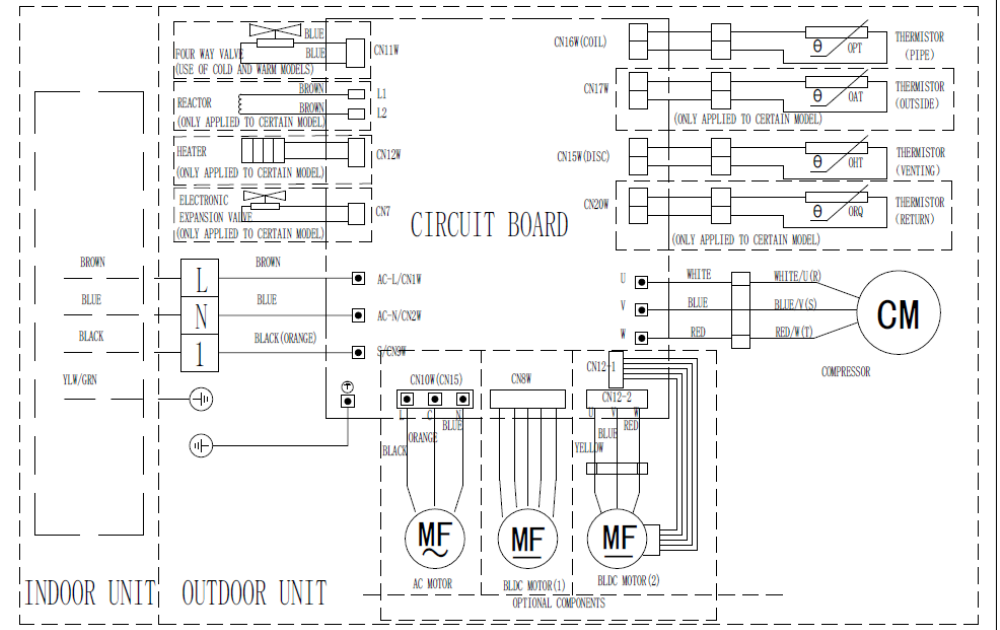 BLUE
FOUR WAY VALVE
BLUE
CN11W
(USE OF COLD AND WARM MODELS)
BROWN
L1
REACTOR
BROWN
L2
(ONLY APPLIED TO CERTAIN MODEL)
HEATER
CN12W
(ONLY APPLIED TO CERTAIN MODEL)
ELECTRONIC
EXPANSION VALVE
CN7
(ONLY APPLIED TO CERTAIN MODEL)
CIRCUIT BOARD
CN16W(COIL)
θ
OPT
THERMISTOR
(PIPE)
CN17W
θ
OAT
THERMISTOR
(OUTSIDE)
(ONLY APPLIED TO CERTAIN MODEL)
CN15W(DISC)
θ
OHT
THERMISTOR
(VENTING)
CN20W
θ
ORQ
THERMISTOR
(RETURN)
(ONLY APPLIED TO CERTAIN MODEL)
BROWN
L
BROWN
AC-L/CN1W
BLUE
N
BLUE
AC-N/CN2W
BLACK
1
BLACK(ORANGE)
S/CN3W
YLW/GRN
U
WHITE
WHITE/U(R)
V
BLUE
BLUE/V(S)
W
RED
RED/W(T)
CM
COMPRESSOR
CN10W(CN15)
L C N
BLUE
ORANGE
BLACK
MF
~
AC MOTOR
CN8W
MF
BLDC MOTOR(1)
CN12-1
CN12-2
U V W
RED
BLUE
YELLOW
MF
BLDC MOTOR(2)
OPTIONAL COMPONENTS
INDOOR UNIT
OUTDOOR UNIT